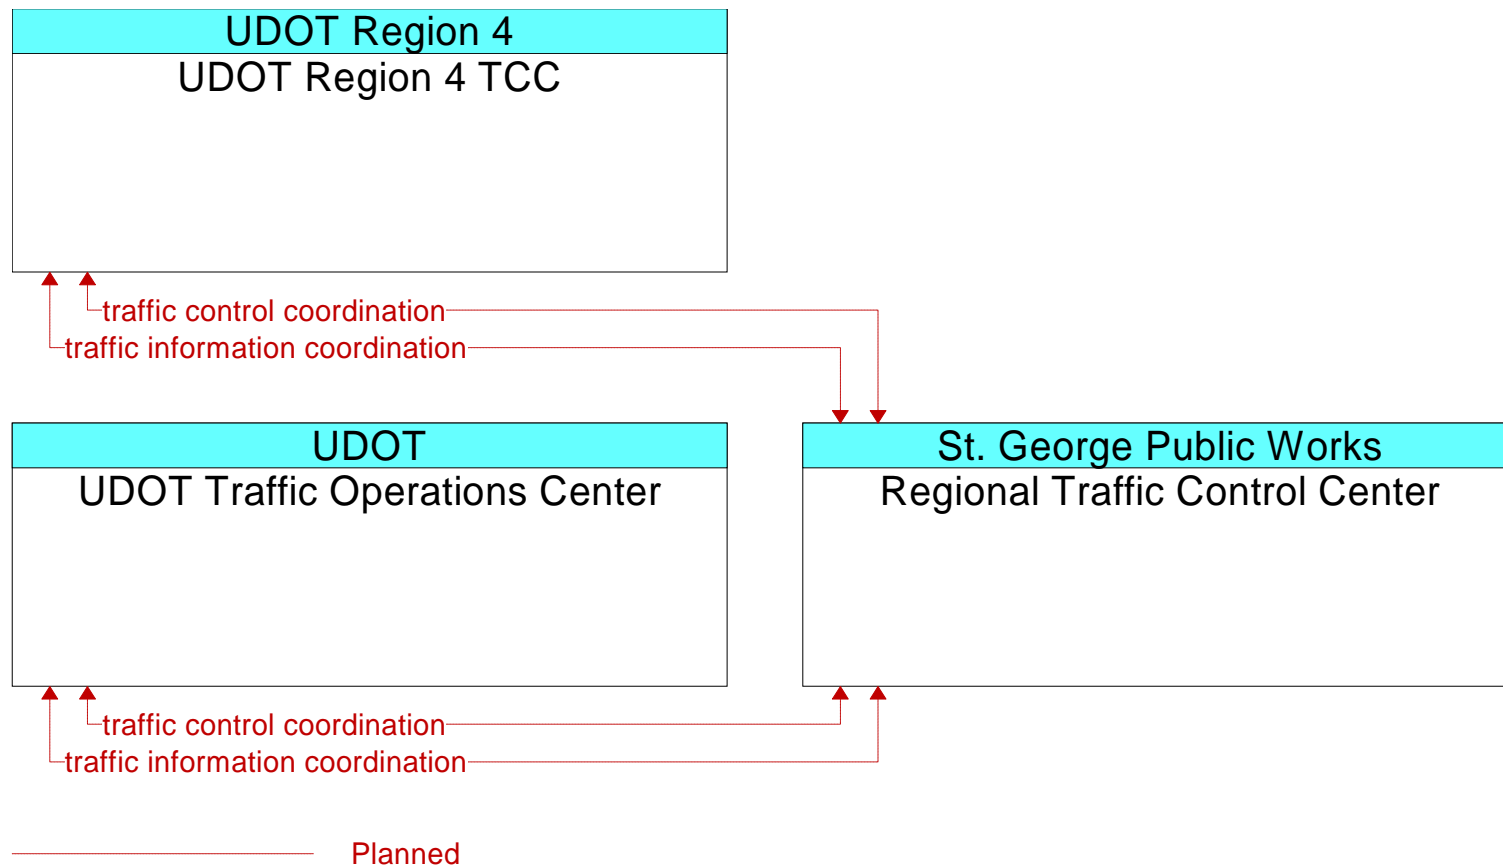 UDOT Region 4
UDOT Region 4 TCC
traffic control coordination
traffic information coordination
UDOT
UDOT Traffic Operations Center
St. George Public Works
Regional Traffic Control Center
traffic control coordination
traffic information coordination
Planned